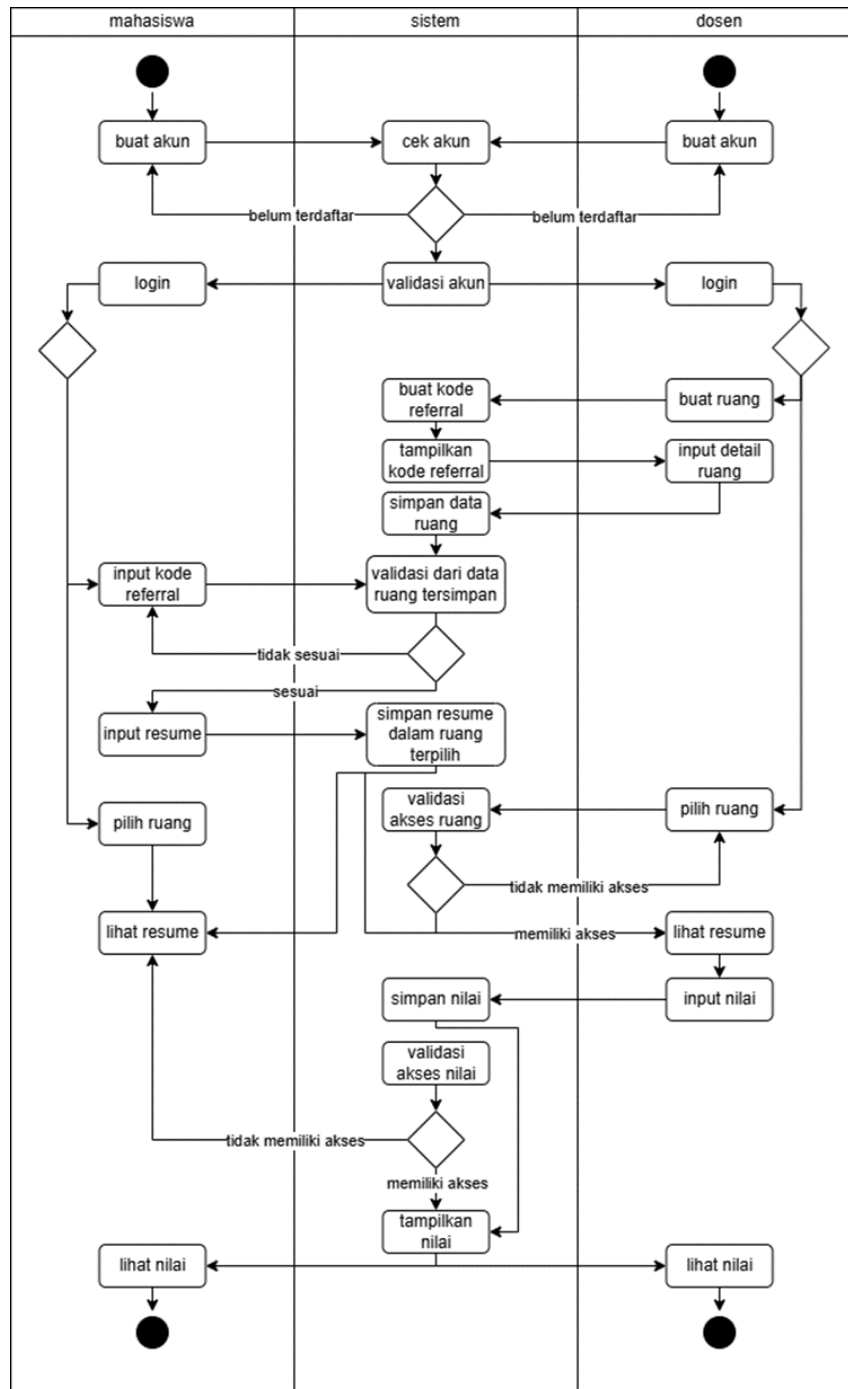 mahasiswa
sistem
dosen
buat akun
cek akun
buat akun
belum terdaftar
belum terdaftar
login
validasi akun
login
buat kode
referral
buat ruang
tampilkan
kode referral
input detail
ruang
simpan data
ruang
input kode
referral
validasi dari data
ruang tersimpan
tidak sesuai
sesuai
input resume
simpan resume
dalam ruang
terpilih
pilih ruang
validasi
akses ruang
pilih ruang
tidak memiliki akses
lihat resume
memiliki akses
lihat resume
simpan nilai
input nilai
validasi
akses nilai
tidak memiliki akses
memiliki akses
tampilkan
nilai
lihat nilai
lihat nilai